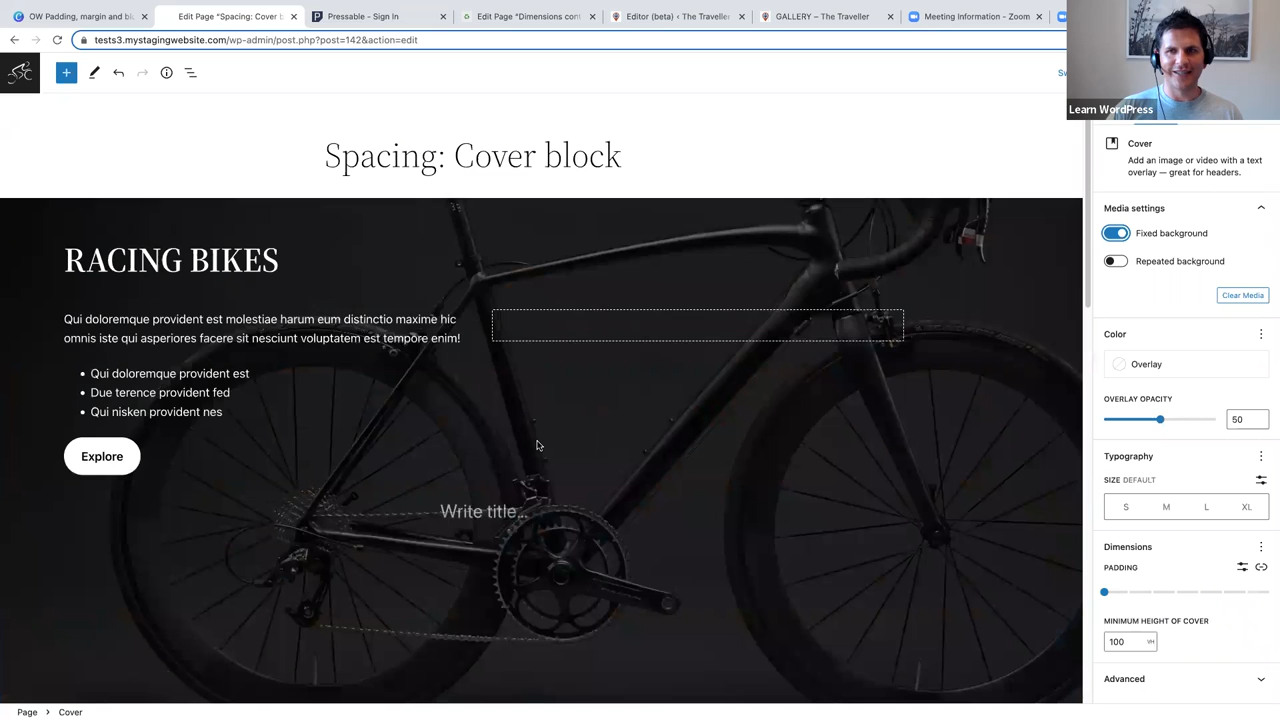 OW Padding, margin and blo
Edit Page "Spacing: Cover b
Pressable - Sign In
Edit Page "Dimensions cont
Editor (beta) ‹ The Traveller
GALLERY – The Traveller
Meeting Information - Zoom
tests3.mystagingwebsite.com/wp-admin/post.php?post=142&action=edit
Learn WordPress
Spacing: Cover block
RACING BIKES
Qui doloremque provident est molestiae harum eum distinctio maxime hic
omnis iste qui asperiores facere sit nesciunt voluptatem est tempore enim!
• Qui doloremque provident est
• Due terence provident fed
• Qui nisken provident nes
Explore
Write title...
Cover
Add an image or video with a text
overlay — great for headers.
Media settings
Fixed background
Repeated background
Clear Media
Color
Overlay
OVERLAY OPACITY
50
Typography
SIZE DEFAULT
S M L XL
Dimensions
PADDING
MINIMUM HEIGHT OF COVER
100 VH
Advanced
Page > Cover